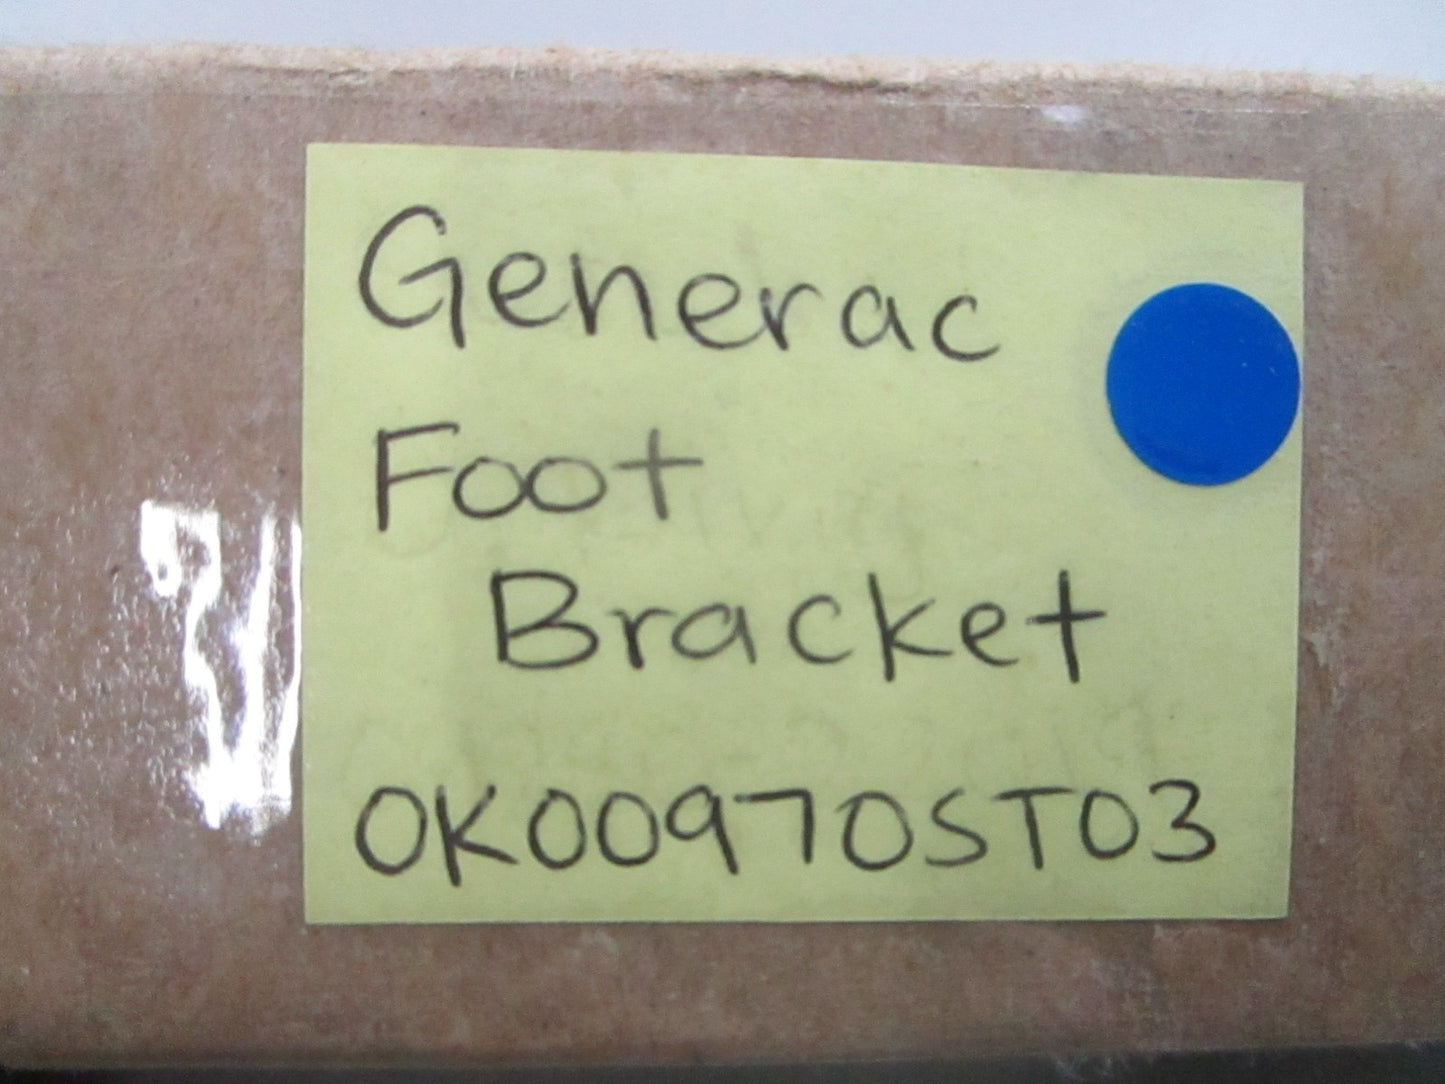 Generac
Foot
Bracket
0K00970ST03